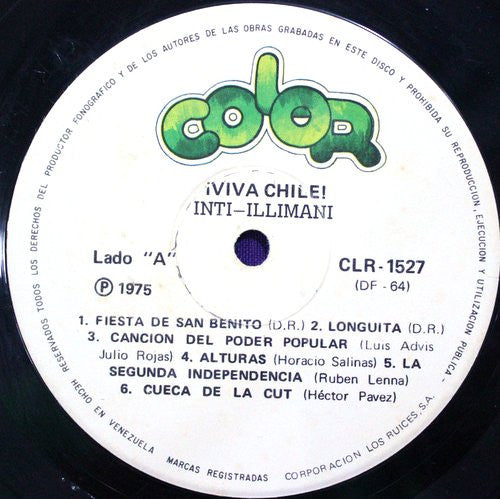 RESERVADOS TODOS LOS DERECHOS DEL PRODUCTOR FONOGRAFICO Y DE LOS AUTORES DE LAS OBRAS GRABADAS EN ESTE DISCO Y PROHIBIDA SU REPRODUCCION, EJECUCION Y UTILIZACION PUBLICA -
COLOR
¡VIVA CHILE!
INTI-ILLIMANI
Lado "A"
CLR-1527
℗ 1975
(DF - 64)
1. FIESTA DE SAN BENITO (D.R.) 2. LONGUITA (D.R.)
3. CANCION DEL PODER POPULAR (Luis Advis
Julio Rojas) 4. ALTURAS (Horacio Salinas) 5. LA
SEGUNDA INDEPENDENCIA (Ruben Lenna)
6. CUECA DE LA CUT (Héctor Pavez)
HECHO EN VENEZUELA
MARCAS REGISTRADAS
CORPORACION LOS RUICES, S.A.